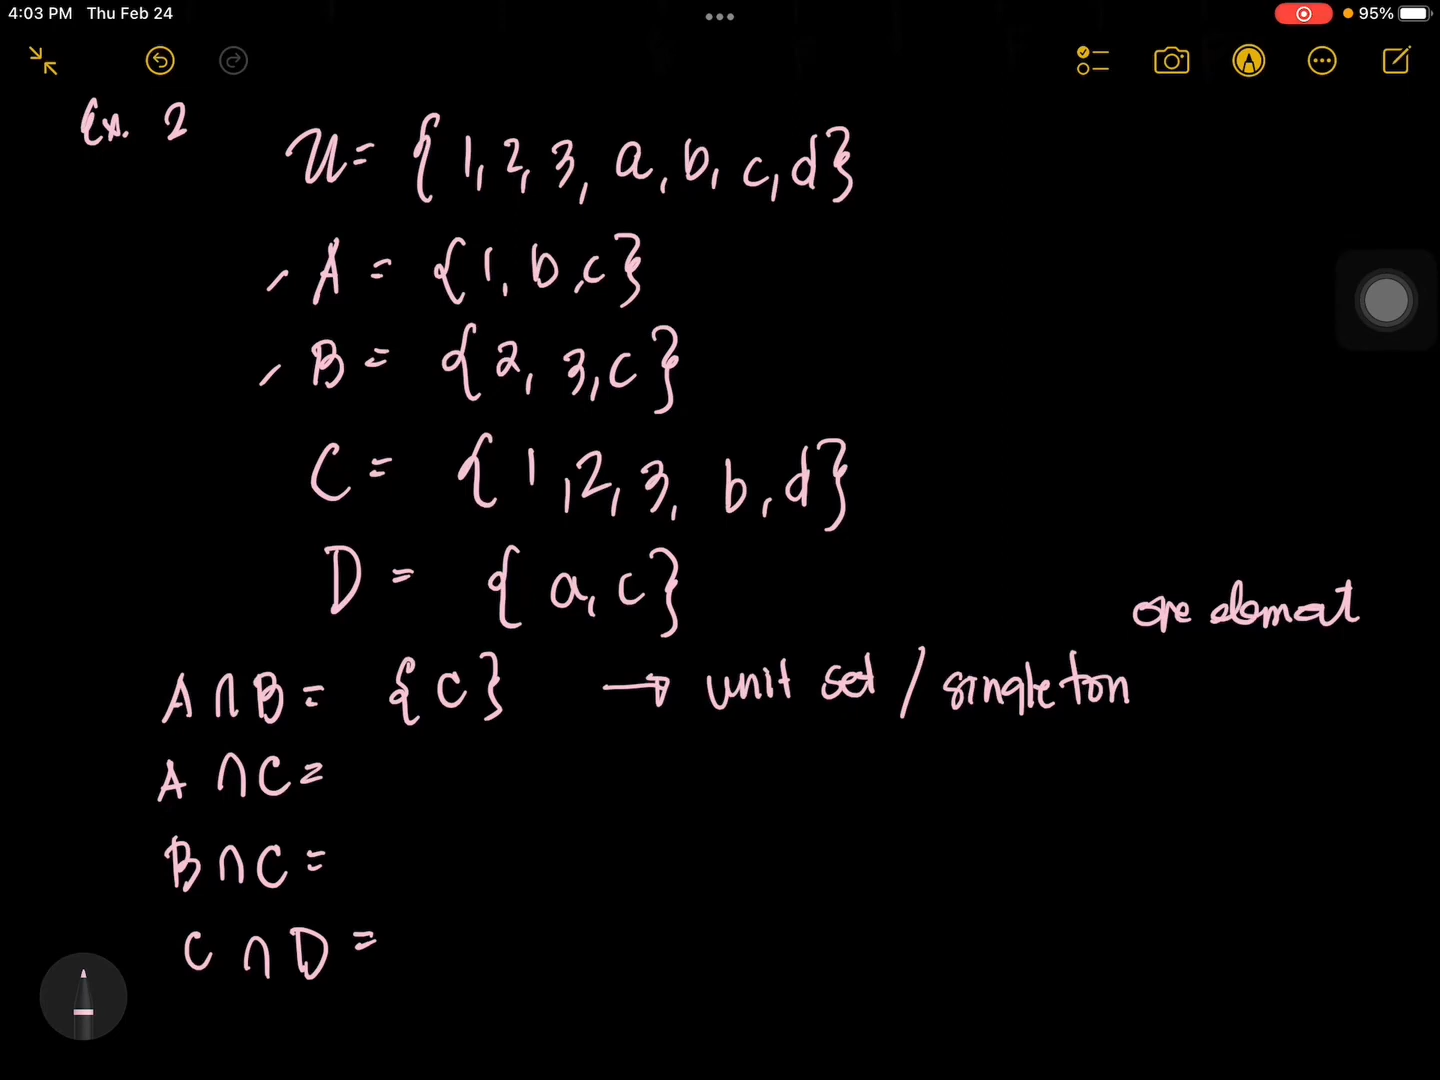 4:03 PM Thu Feb 24 95%
Ex. 2
U = {1, 2, 3, a, b, c, d}
A = {1, b, c}
B = {2, 3, c}
C = {1, 2, 3, b, d}
D = {a, c}
one element
A ∩ B = {c} → unit set / singleton
A ∩ C =
B ∩ C =
C ∩ D =